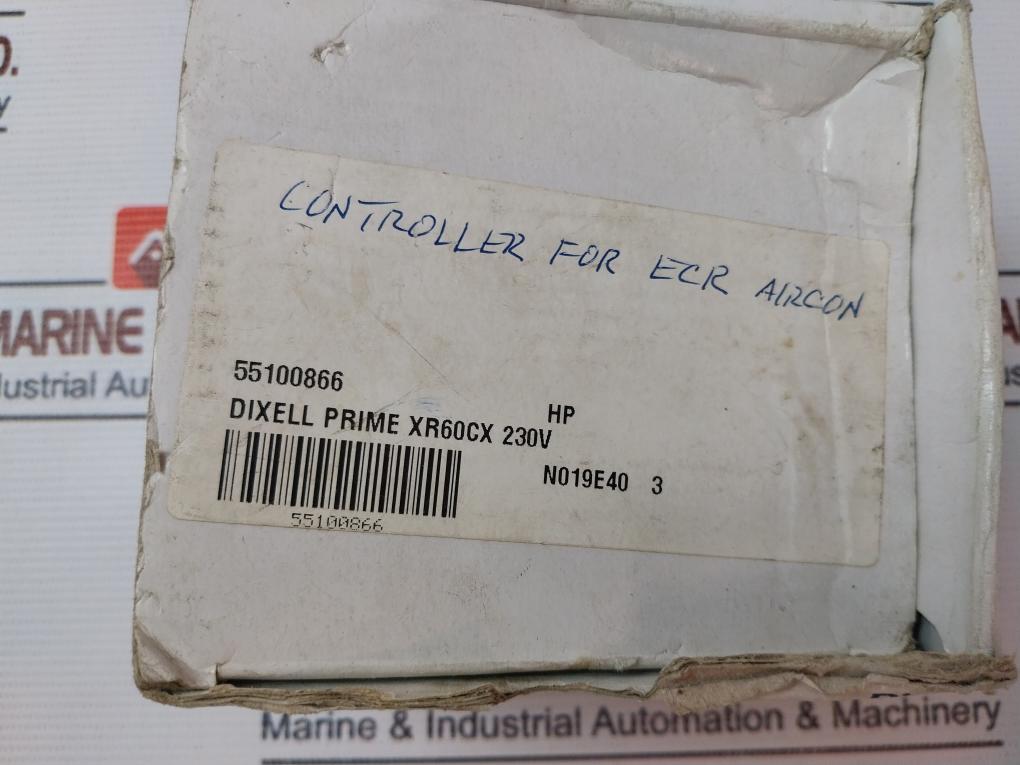 D.
CONTROLLER FOR ECR AIRCON
MARINE
55100866
HP
DIXELL PRIME XR60CX 230V
N019E40 3
55100866
Marine & Industrial Automation & Machinery